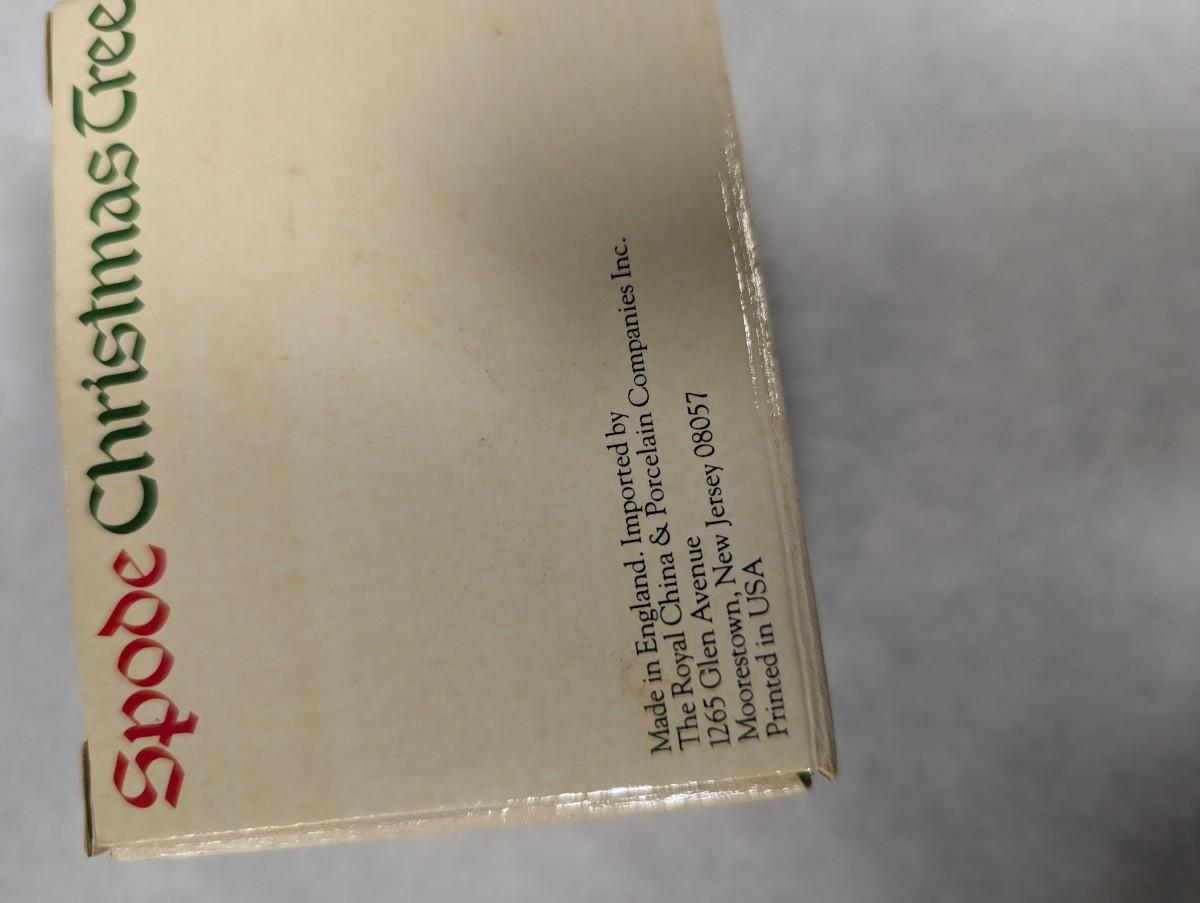 Spode Christmas Tree
Made in England. Imported by
The Royal China & Porcelain Companies Inc.
1265 Glen Avenue
Moorestown, New Jersey 08057
Printed in USA